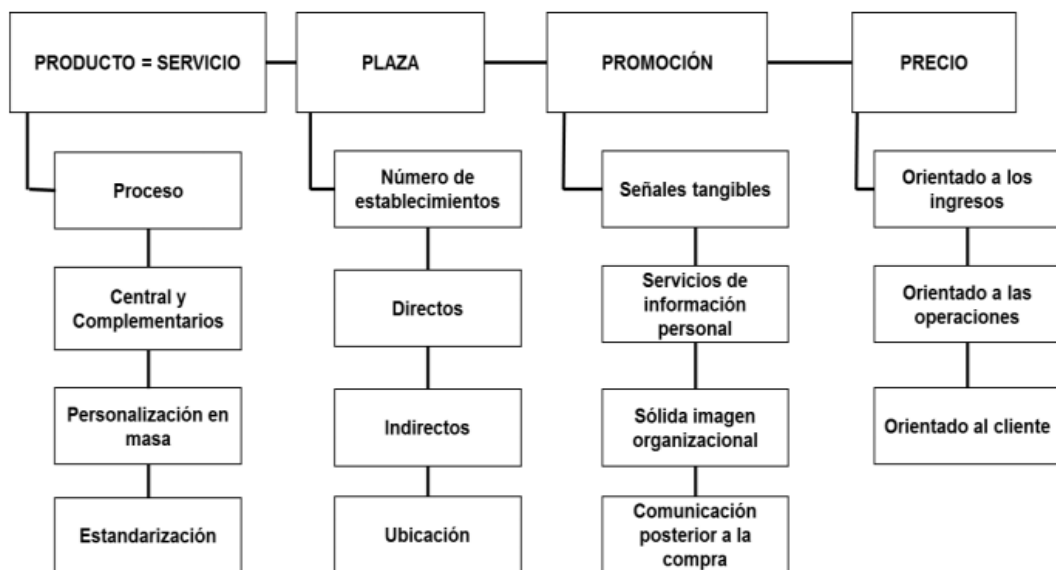 PRODUCTO = SERVICIO
Proceso
Central y
Complementarios
Personalización en
masa
Estandarización
PLAZA
Número de
establecimientos
Directos
Indirectos
Ubicación
PROMOCIÓN
Señales tangibles
Servicios de
información
personal
Sólida imagen
organizacional
Comunicación
posterior a la
compra
PRECIO
Orientado a los
ingresos
Orientado a las
operaciones
Orientado al cliente